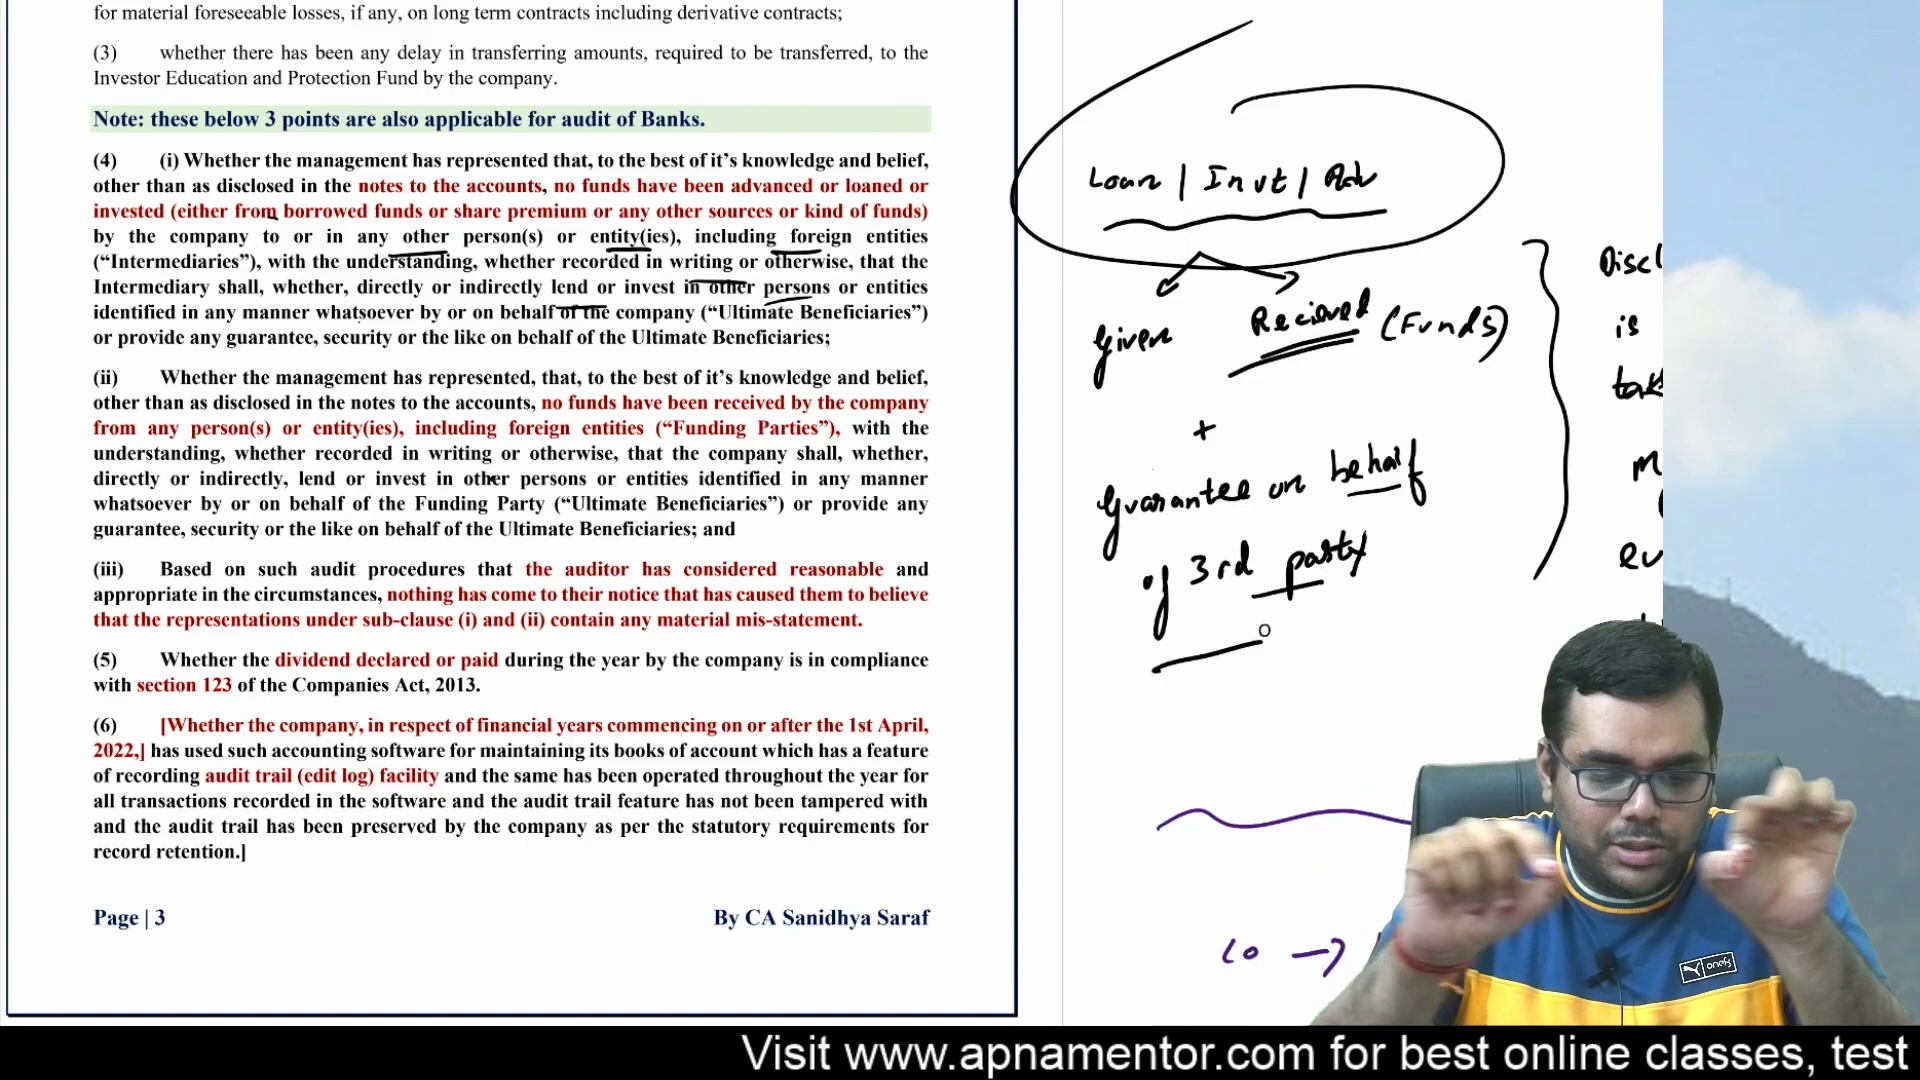 for material foreseeable losses, if any, on long term contracts including derivative contracts;
(3) whether there has been any delay in transferring amounts, required to be transferred, to the
Investor Education and Protection Fund by the company.
Note: these below 3 points are also applicable for audit of Banks.
(4) (i) Whether the management has represented that, to the best of it’s knowledge and belief,
other than as disclosed in the notes to the accounts, no funds have been advanced or loaned or
invested (either from borrowed funds or share premium or any other sources or kind of funds)
by the company to or in any other person(s) or entity(ies), including foreign entities
(“Intermediaries”), with the understanding, whether recorded in writing or otherwise, that the
Intermediary shall, whether, directly or indirectly lend or invest in other persons or entities
identified in any manner whatsoever by or on behalf of the company (“Ultimate Beneficiaries”)
or provide any guarantee, security or the like on behalf of the Ultimate Beneficiaries;
(ii) Whether the management has represented, that, to the best of it’s knowledge and belief,
other than as disclosed in the notes to the accounts, no funds have been received by the company
from any person(s) or entity(ies), including foreign entities (“Funding Parties”), with the
understanding, whether recorded in writing or otherwise, that the company shall, whether,
directly or indirectly, lend or invest in other persons or entities identified in any manner
whatsoever by or on behalf of the Funding Party (“Ultimate Beneficiaries”) or provide any
guarantee, security or the like on behalf of the Ultimate Beneficiaries; and
(iii) Based on such audit procedures that the auditor has considered reasonable and
appropriate in the circumstances, nothing has come to their notice that has caused them to believe
that the representations under sub-clause (i) and (ii) contain any material mis-statement.
(5) Whether the dividend declared or paid during the year by the company is in compliance
with section 123 of the Companies Act, 2013.
(6) [Whether the company, in respect of financial years commencing on or after the 1st April,
2022,] has used such accounting software for maintaining its books of account which has a feature
of recording audit trail (edit log) facility and the same has been operated throughout the year for
all transactions recorded in the software and the audit trail feature has not been tampered with
and the audit trail has been preserved by the company as per the statutory requirements for
record retention.]
Page | 3 By CA Sanidhya Saraf
Loan | Invt | Adv
Given Recieved (Funds)
+
Guarantee on behalf
of 3rd party
Co →
Discl
is
tak
m
ev
onefs
Visit www.apnamentor.com for best online classes, test